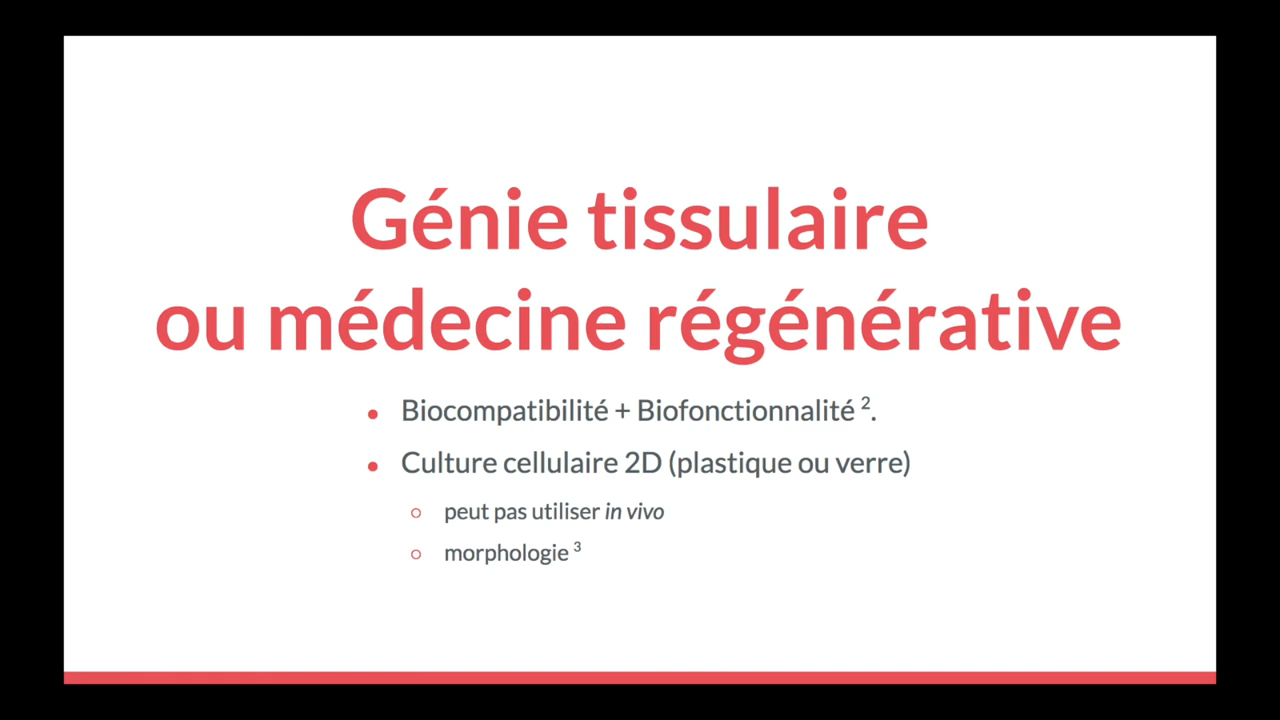 Génie tissulaire
ou médecine régénérative
• Biocompatibilité + Biofonctionnalité ².
• Culture cellulaire 2D (plastique ou verre)
○ peut pas utiliser in vivo
○ morphologie ³